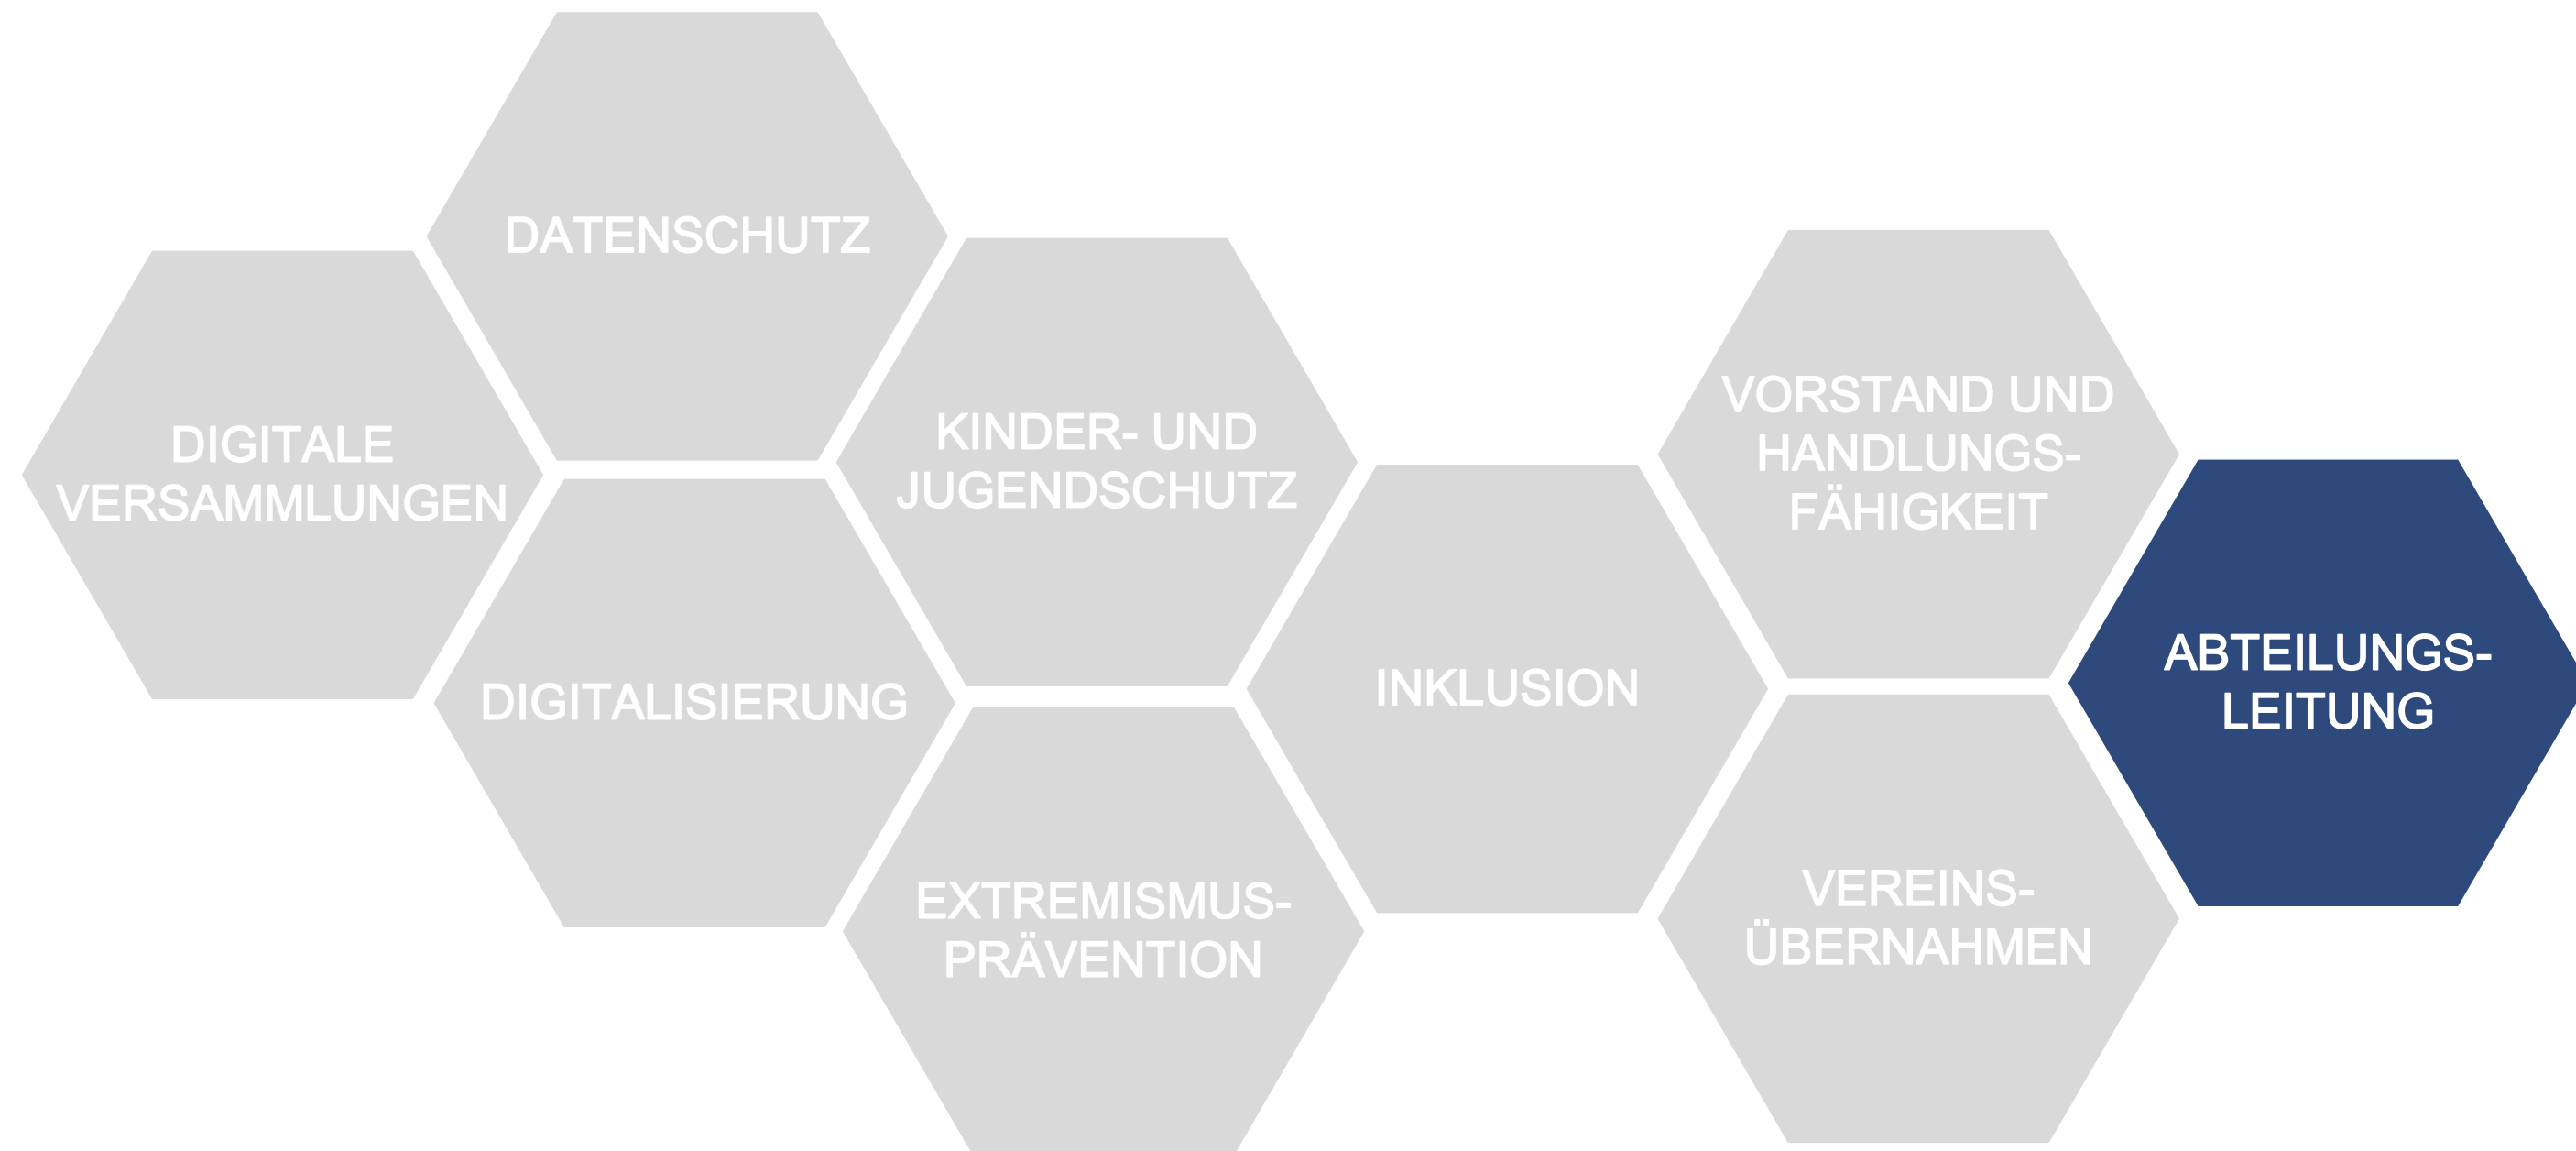 DATENSCHUTZ
DIGITALE
VERSAMMLUNGEN
KINDER- UND
JUGENDSCHUTZ
DIGITALISIERUNG
EXTREMISMUS-
PRÄVENTION
INKLUSION
VORSTAND UND
HANDLUNGS-
FÄHIGKEIT
VEREINS-
ÜBERNAHMEN
ABTEILUNGS-
LEITUNG